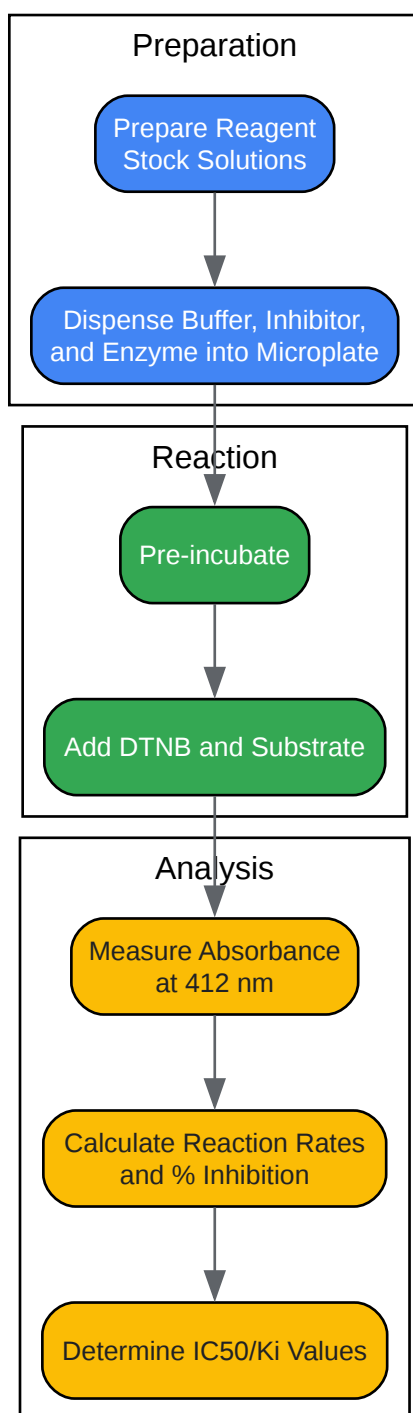 Preparation
Prepare Reagent
Stock Solutions
Dispense Buffer, Inhibitor,
and Enzyme into Microplate
Reaction
Pre-incubate
Add DTNB and Substrate
Analysis
Measure Absorbance
at 412 nm
Calculate Reaction Rates
and % Inhibition
Determine IC50/Ki Values